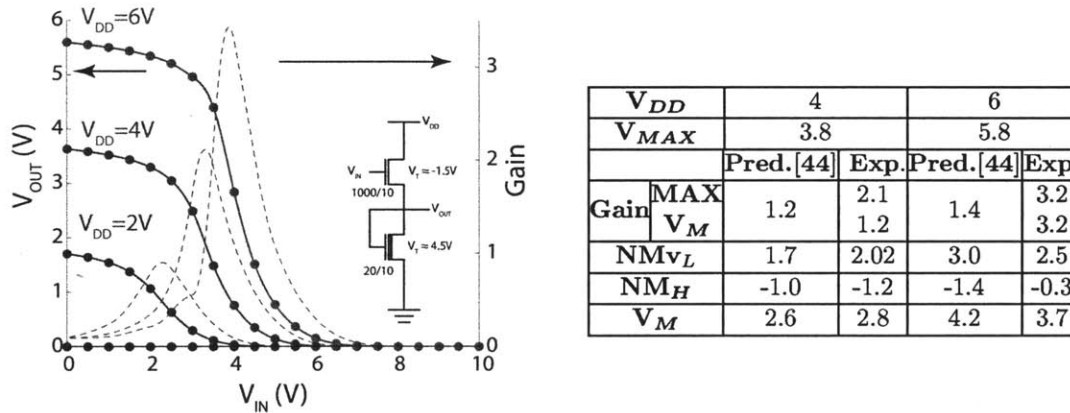 V_DD=6V
V_DD=4V
V_DD=2V
6
5
4
3
2
1
0
V_OUT (V)
0 2 4 6 8 10
V_IN (V)
3
2
1
0
Gain
V_DD
V_IN
V_T ≈ -1.5V
1000/10
V_OUT
V_T ≈ 4.5V
20/10
V_DD 4 6
V_MAX 3.8 5.8
Pred.[44] Exp. Pred.[44] Exp
Gain MAX 1.2 2.1 1.4 3.2
V_M 1.2 3.2
NMv_L 1.7 2.02 3.0 2.5
NM_H -1.0 -1.2 -1.4 -0.3
V_M 2.6 2.8 4.2 3.7